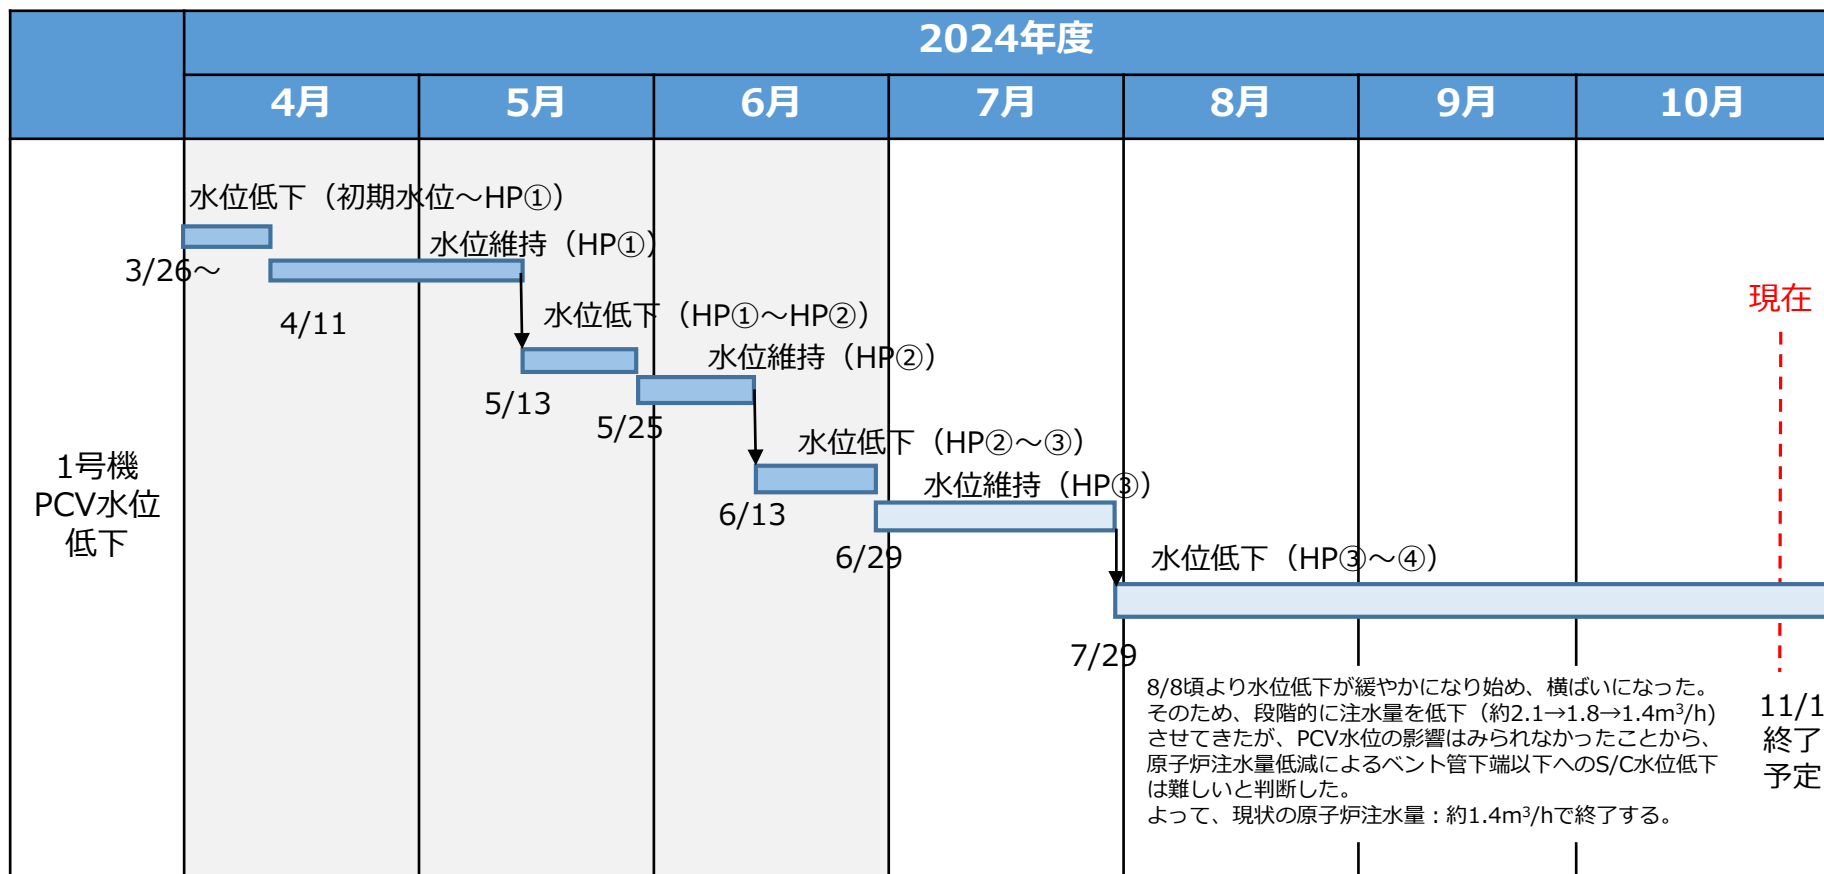 2024年度
4月 5月 6月 7月 8月 9月 10月
水位低下（初期水位～HP①）
3/26～
水位維持（HP①）
4/11
水位低下（HP①～HP②）
5/13
水位維持（HP②）
5/25
水位低下（HP②～③）
6/13
水位維持（HP③）
6/29
水位低下（HP③～④）
7/29
1号機
PCV水位
低下
現在
8/8頃より水位低下が緩やかになり始め、横ばいになった。
そのため、段階的に注水量を低下（約2.1→1.8→1.4m³/h)
させてきたが、PCV水位の影響はみられなかったことから、
原子炉注水量低減によるベント管下端以下へのS/C水位低下
は難しいと判断した。
よって、現状の原子炉注水量：約1.4m³/hで終了する。
11/1
終了
予定